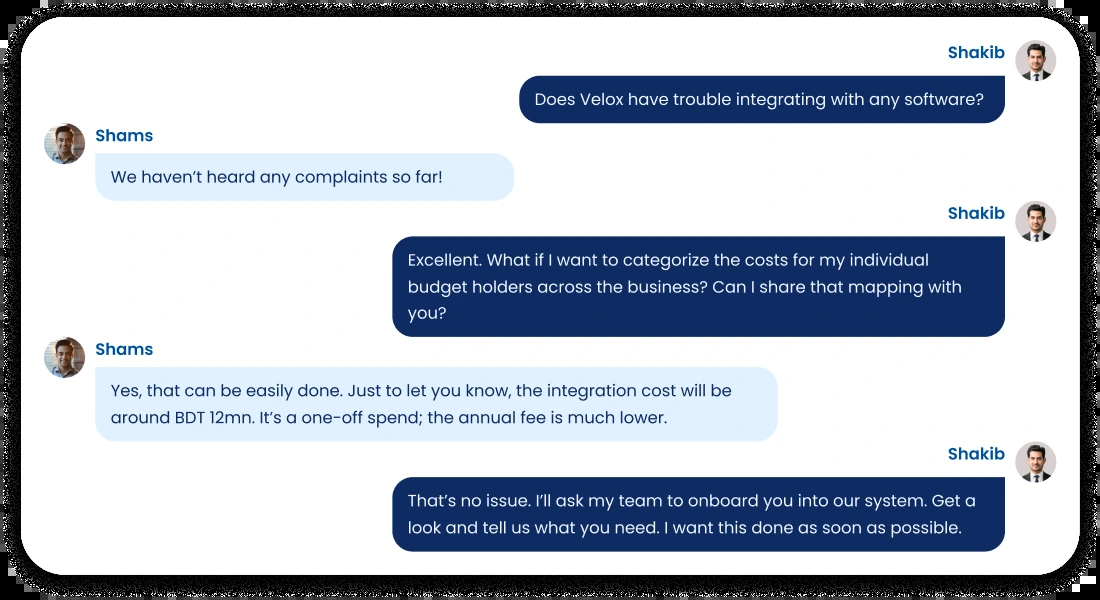 Shakib
Does Velox have trouble integrating with any software?
Shams
We haven’t heard any complaints so far!
Shakib
Excellent. What if I want to categorize the costs for my individual
budget holders across the business? Can I share that mapping with
you?
Shams
Yes, that can be easily done. Just to let you know, the integration cost will be
around BDT 12mn. It’s a one-off spend; the annual fee is much lower.
Shakib
That’s no issue. I’ll ask my team to onboard you into our system. Get a
look and tell us what you need. I want this done as soon as possible.